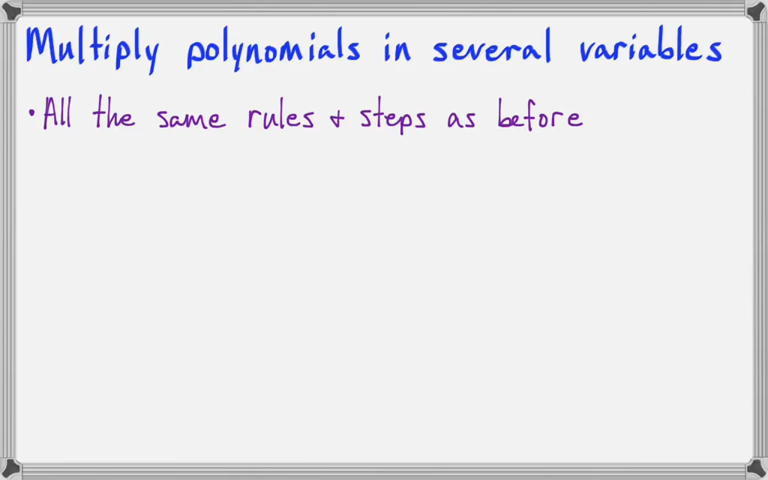 Multiply polynomials in several variables
• All the same rules + steps as before